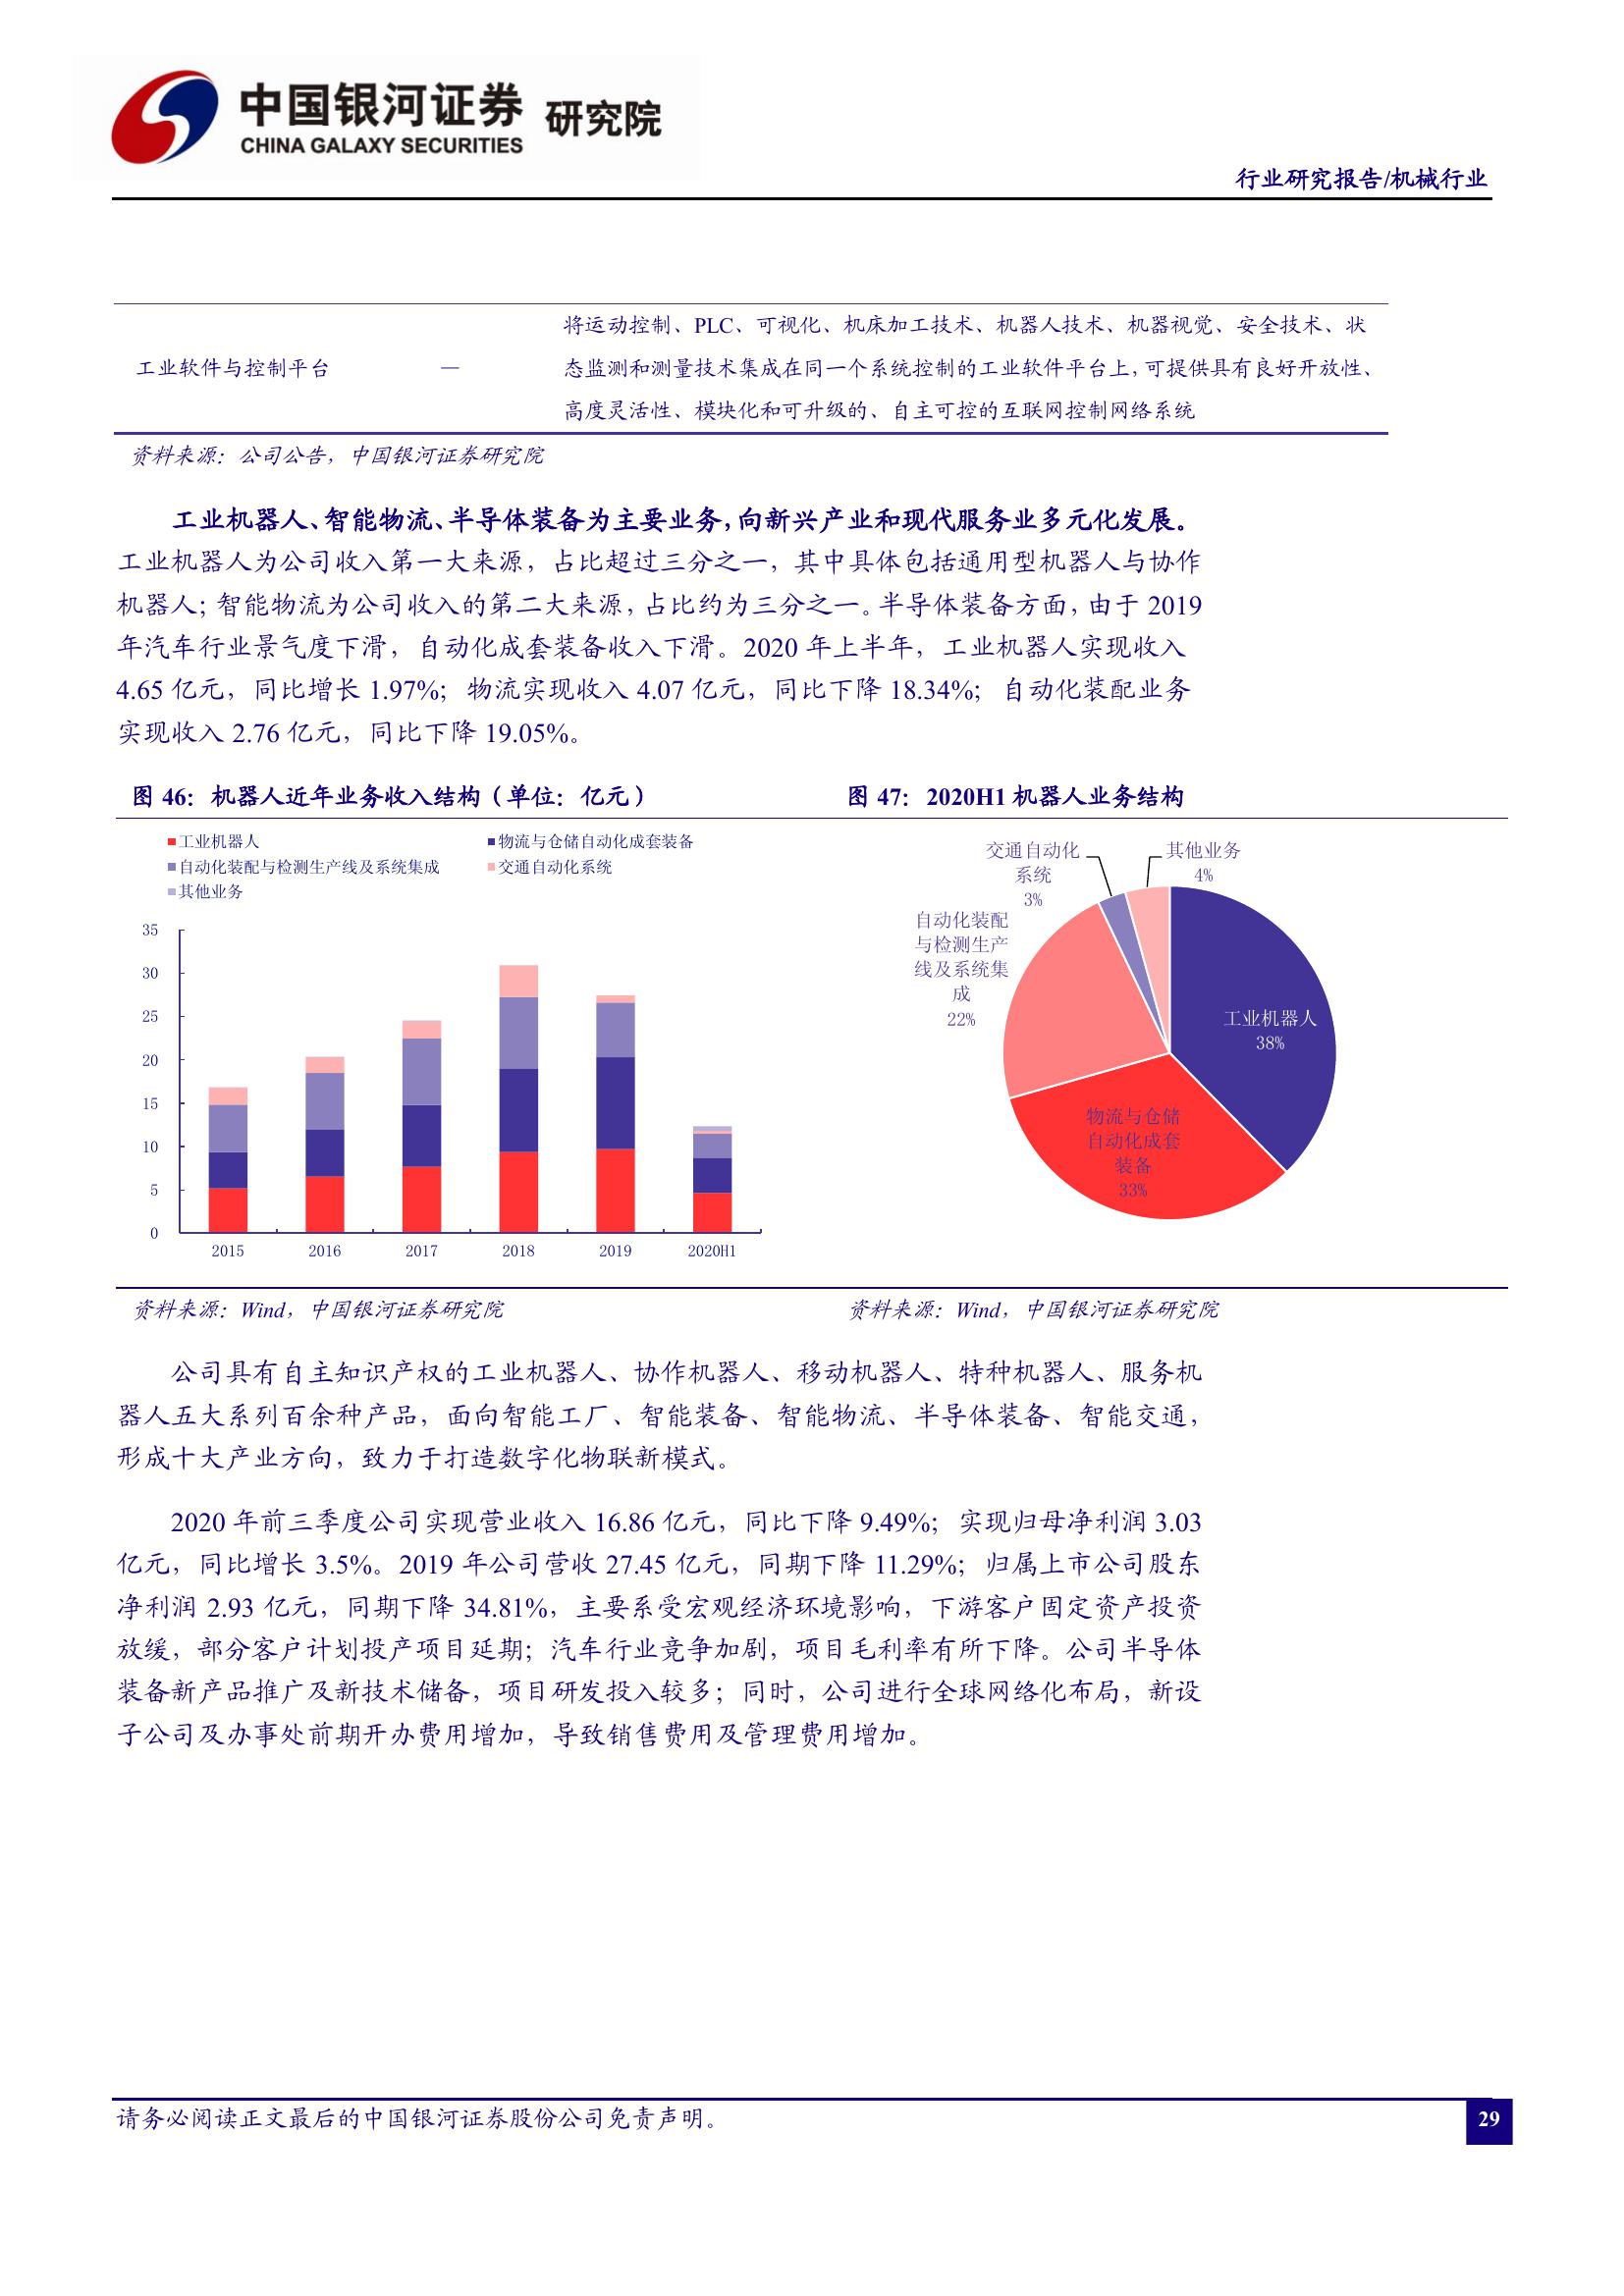 中国银河证券 研究院
CHINA GALAXY SECURITIES
行业研究报告/机械行业
将运动控制、PLC、可视化、机床加工技术、机器人技术、机器视觉、安全技术、状
工业软件与控制平台 — 态监测和测量技术集成在同一个系统控制的工业软件平台上，可提供具有良好开放性、
高度灵活性、模块化和可升级的、自主可控的互联网控制网络系统
资料来源：公司公告，中国银河证券研究院
工业机器人、智能物流、半导体装备为主要业务，向新兴产业和现代服务业多元化发展。
工业机器人为公司收入第一大来源，占比超过三分之一，其中具体包括通用型机器人与协作
机器人；智能物流为公司收入的第二大来源，占比约为三分之一。半导体装备方面，由于 2019
年汽车行业景气度下滑，自动化成套装备收入下滑。2020 年上半年，工业机器人实现收入
4.65 亿元，同比增长 1.97%；物流实现收入 4.07 亿元，同比下降 18.34%；自动化装配业务
实现收入 2.76 亿元，同比下降 19.05%。
图 46：机器人近年业务收入结构（单位：亿元）
工业机器人 物流与仓储自动化成套装备
自动化装配与检测生产线及系统集成 交通自动化系统
其他业务
35
30
25
20
15
10
5
0
2015 2016 2017 2018 2019 2020H1
资料来源：Wind，中国银河证券研究院
图 47：2020H1 机器人业务结构
交通自动化
系统
3%
其他业务
4%
自动化装配
与检测生产
线及系统集
成
22%
工业机器人
38%
物流与仓储
自动化成套
装备
33%
资料来源：Wind，中国银河证券研究院
公司具有自主知识产权的工业机器人、协作机器人、移动机器人、特种机器人、服务机
器人五大系列百余种产品，面向智能工厂、智能装备、智能物流、半导体装备、智能交通，
形成十大产业方向，致力于打造数字化物联新模式。
2020 年前三季度公司实现营业收入 16.86 亿元，同比下降 9.49%；实现归母净利润 3.03
亿元，同比增长 3.5%。2019 年公司营收 27.45 亿元，同期下降 11.29%；归属上市公司股东
净利润 2.93 亿元，同期下降 34.81%，主要系受宏观经济环境影响，下游客户固定资产投资
放缓，部分客户计划投产项目延期；汽车行业竞争加剧，项目毛利率有所下降。公司半导体
装备新产品推广及新技术储备，项目研发投入较多；同时，公司进行全球网络化布局，新设
子公司及办事处前期开办费用增加，导致销售费用及管理费用增加。
请务必阅读正文最后的中国银河证券股份公司免责声明。
29